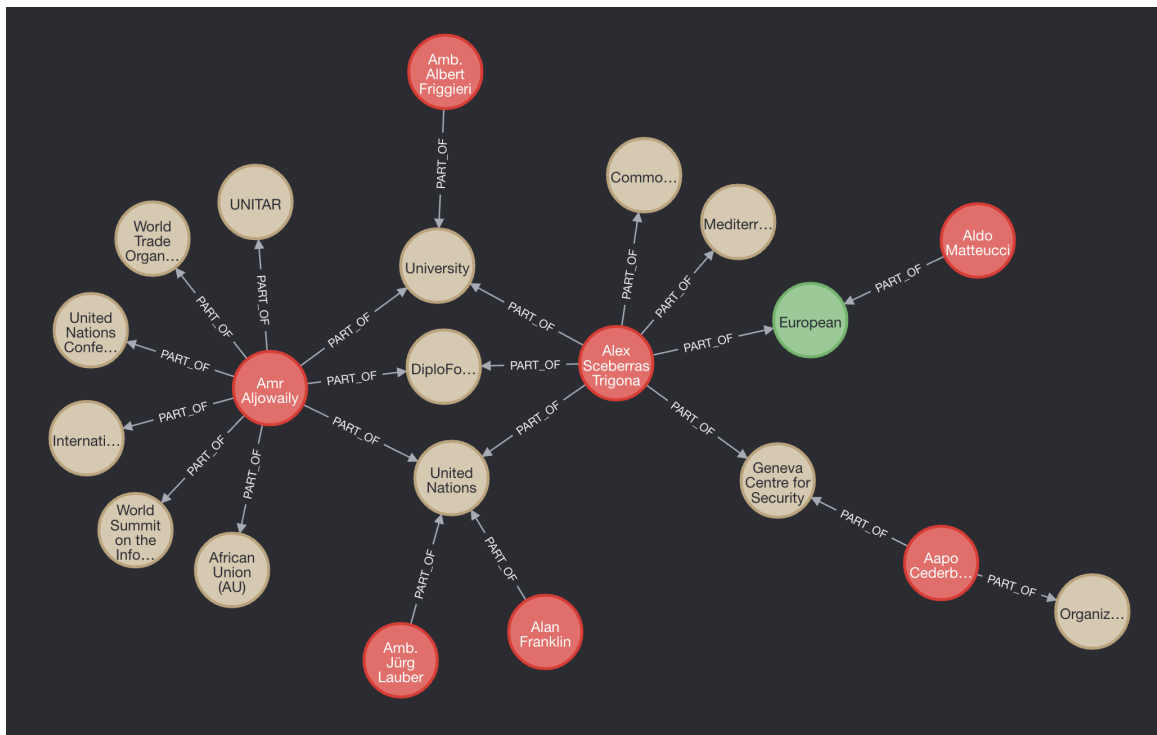 Amb.
Albert
Friggieri
PART_OF
UNITAR
Commo...
World
Trade
Organ...
Mediterr...
Aldo
Matteucci
University
PART_OF
PART_OF
PART_OF
PART_OF
PART_OF
PART_OF
United
Nations
Confe...
PART_OF
PART_OF
European
PART_OF
PART_OF
Alex
Sceberras
Trigona
DiploFo...
PART_OF
PART_OF
Amr
Aljowaily
PART_OF
Internati...
PART_OF
PART_OF
PART_OF
PART_OF
PART_OF
United
Nations
Geneva
Centre for
Security
PART_OF
World
Summit
on the
Info...
PART_OF
African
Union
(AU)
PART_OF
PART_OF
Aapo
Cederb...
PART_OF
Organiz...
Alan
Franklin
Amb.
Jürg
Lauber